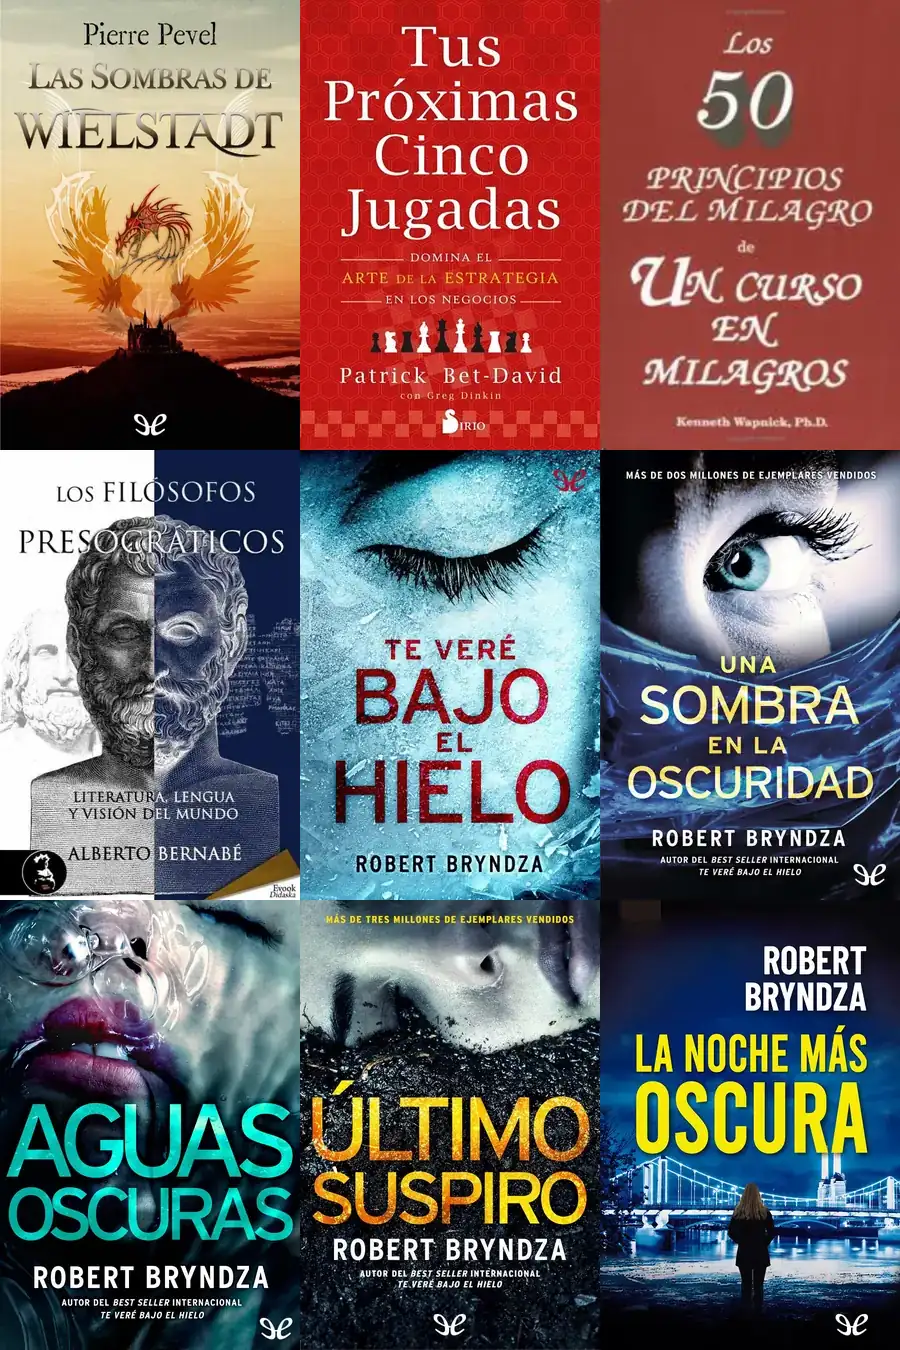 Pierre Pevel
LAS SOMBRAS DE
WIELSTADT
Tus
Próximas
Cinco
Jugadas
DOMINA EL
ARTE DE LA ESTRATEGIA
EN LOS NEGOCIOS
Patrick Bet-David
con Greg Dinkin
SIRIO
Los
50
PRINCIPIOS
DEL MILAGRO
de
UN CURSO
EN
MILAGROS
Kenneth Wapnick, Ph.D.
LOS FILÓSOFOS
PRESOCRÁTICOS
LITERATURA, LENGUA
Y VISIÓN DEL MUNDO
ALBERTO BERNABÉ
Evook
Didaska
TE VERÉ
BAJO
EL
HIELO
ROBERT BRYNDZA
MÁS DE DOS MILLONES DE EJEMPLARES VENDIDOS
UNA
SOMBRA
EN LA
OSCURIDAD
ROBERT BRYNDZA
AUTOR DEL BEST SELLER INTERNACIONAL
TE VERÉ BAJO EL HIELO
AGUAS
OSCURAS
ROBERT BRYNDZA
AUTOR DEL BEST SELLER INTERNACIONAL
TE VERÉ BAJO EL HIELO
MÁS DE TRES MILLONES DE EJEMPLARES VENDIDOS
ÚLTIMO
SUSPIRO
ROBERT BRYNDZA
AUTOR DEL BEST SELLER INTERNACIONAL
TE VERÉ BAJO EL HIELO
ROBERT
BRYNDZA
LA NOCHE MÁS
OSCURA